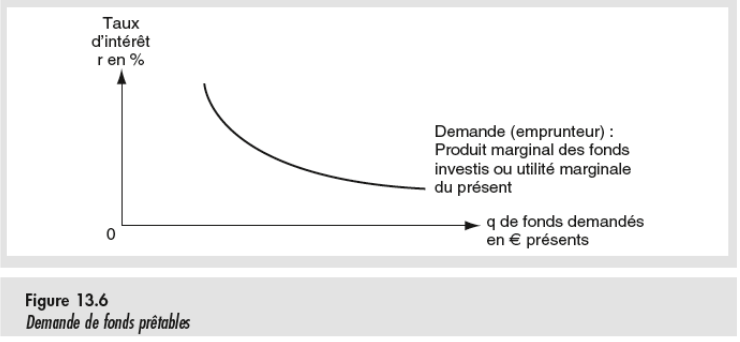 Taux
d'intérêt
r en %
Demande (emprunteur) :
Produit marginal des fonds
investis ou utilité marginale
du présent
0
q de fonds demandés
en € présents
Figure 13.6
Demande de fonds prêtables